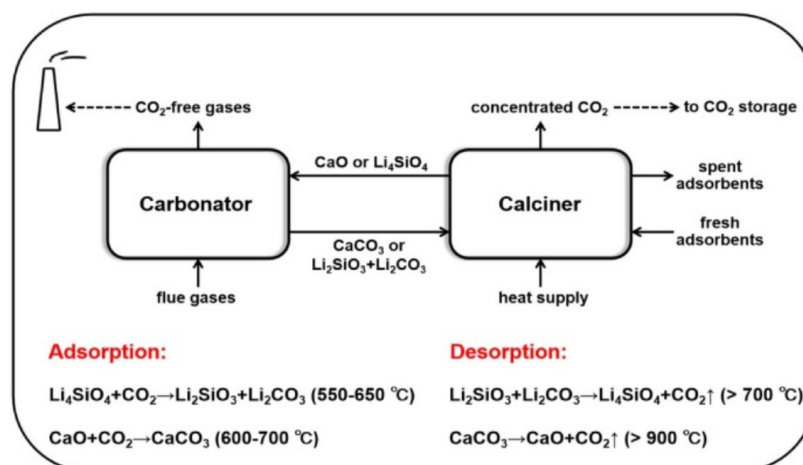 CO₂-free gases
concentrated CO₂
to CO₂ storage
CaO or Li₄SiO₄
spent
adsorbents
Carbonator
Calciner
fresh
adsorbents
CaCO₃ or
Li₂SiO₃+Li₂CO₃
flue gases
heat supply
Adsorption:
Desorption:
Li₄SiO₄+CO₂→Li₂SiO₃+Li₂CO₃ (550-650 ℃)
Li₂SiO₃+Li₂CO₃→Li₄SiO₄+CO₂↑ (> 700 ℃)
CaO+CO₂→CaCO₃ (600-700 ℃)
CaCO₃→CaO+CO₂↑ (> 900 ℃)